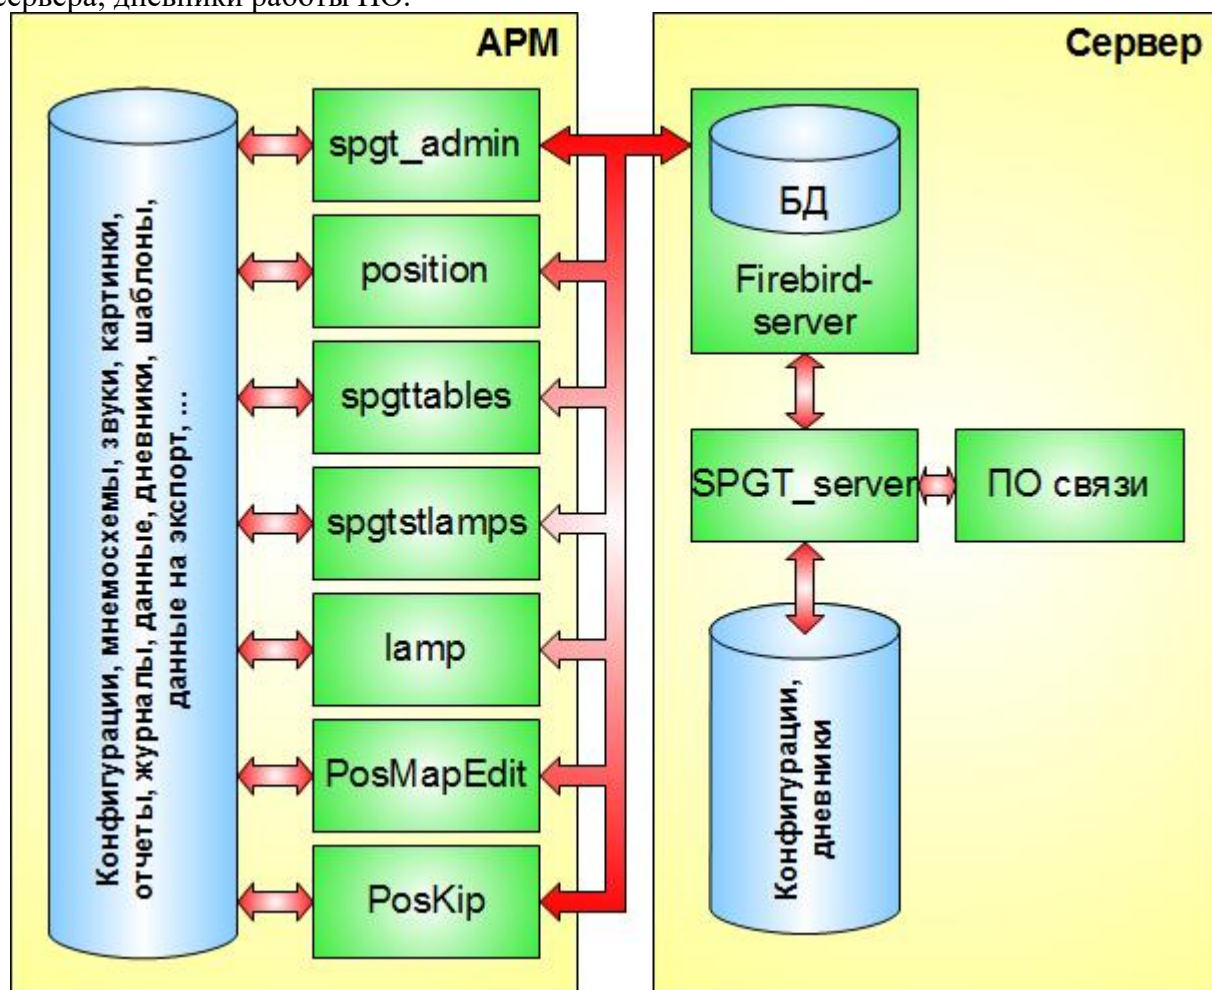 сервера, дневники работы ПО.
АРМ
Сервер
Конфигурации, мнемосхемы, звуки, картинки,
отчеты, журналы, данные, дневники, шаблоны,
данные на экспорт, ...
spgt_admin
position
spgttables
spgtstlamps
lamp
PosMapEdit
PosKip
БД
Firebird-
server
SPGT_server
ПО связи
Конфигурации,
дневники